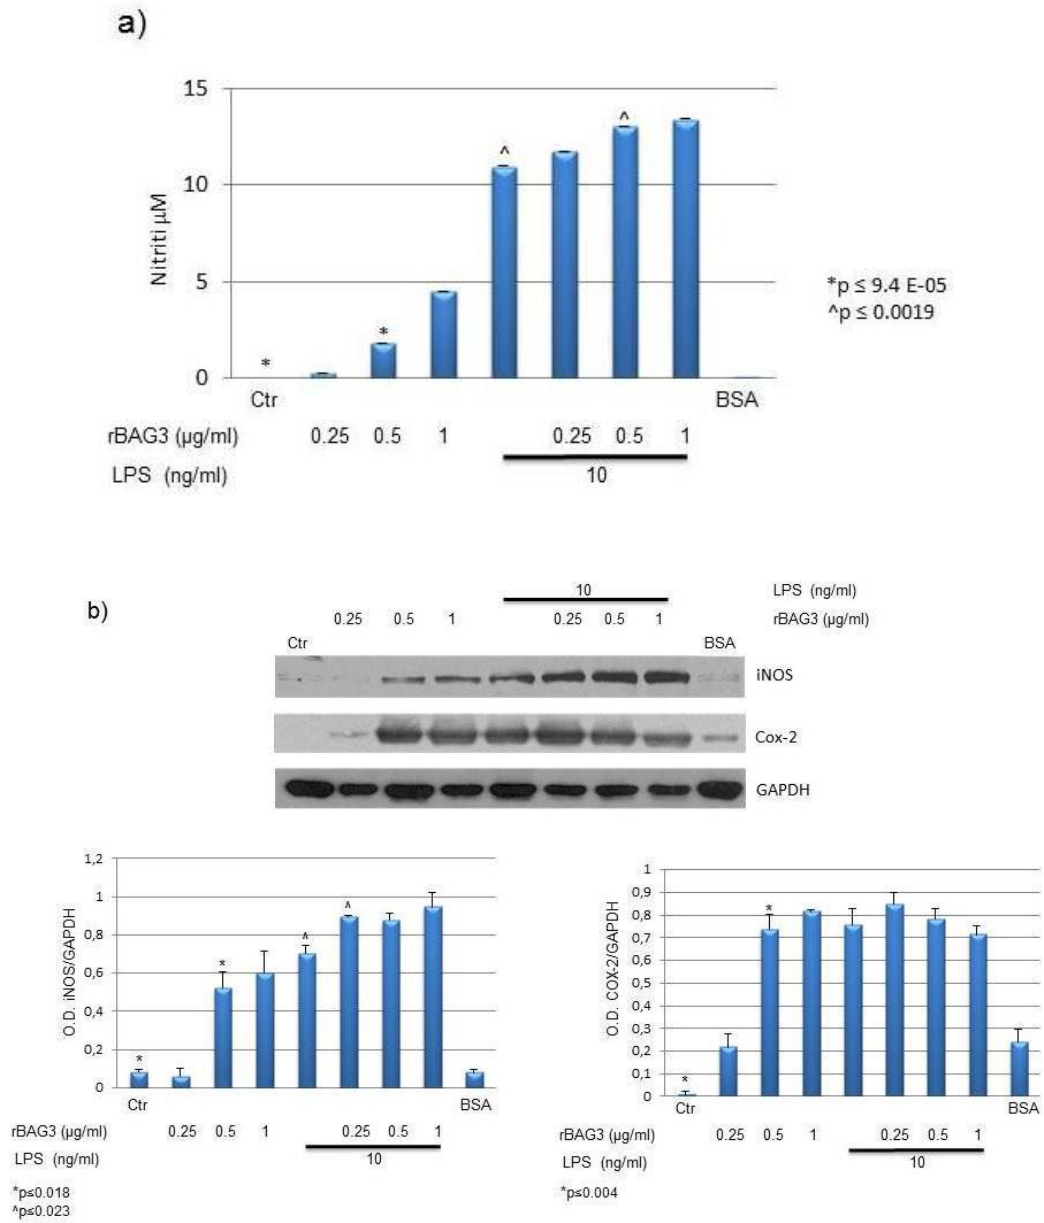 a)
15
10
5
0
Nitriti µM
*
*
^
^
*p ≤ 9.4 E-05
^p ≤ 0.0019
Ctr BSA
rBAG3 (µg/ml) 0.25 0.5 1 0.25 0.5 1
LPS (ng/ml) 10
b)
10 LPS (ng/ml)
0.25 0.5 1 0.25 0.5 1 rBAG3 (µg/ml)
Ctr BSA
iNOS
Cox-2
GAPDH
1,2
1
0,8
0,6
0,4
0,2
0
O.D. iNOS/GAPDH
*
*
^
^
Ctr BSA
rBAG3 (µg/ml) 0.25 0.5 1 0.25 0.5 1
LPS (ng/ml) 10
*p≤0.018
^p≤0.023
1
0,9
0,8
0,7
0,6
0,5
0,4
0,3
0,2
0,1
0
O.D. COX-2/GAPDH
*
*
Ctr BSA
rBAG3 (µg/ml) 0.25 0.5 1 0.25 0.5 1
LPS (ng/ml) 10
*p≤0.004